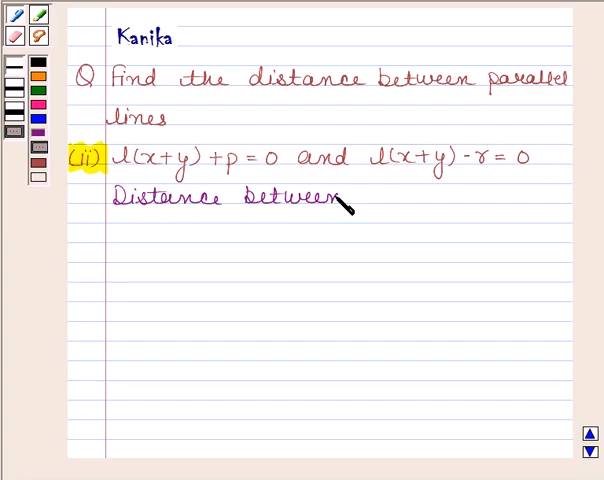 Kanika
Q Find the distance between parallel
lines
(ii) l(x+y) + p = 0 and l(x+y) - r = 0
Distance between